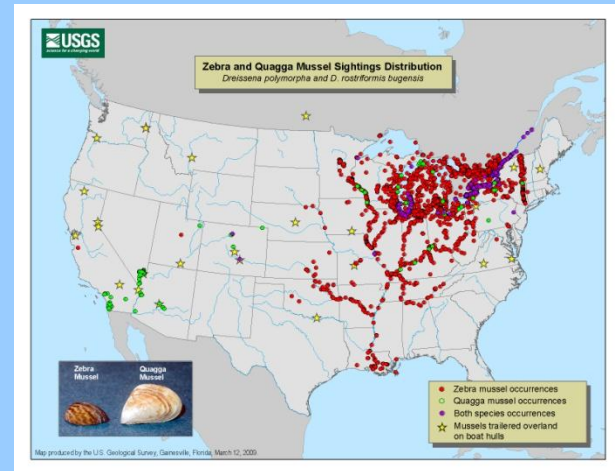 USGS
science for a changing world
Zebra and Quagga Mussel Sightings Distribution
Dreissena polymorpha and D. rostriformis bugensis
Zebra
Mussel
Quagga
Mussel
Zebra mussel occurrences
Quagga mussel occurrences
Both species occurrences
Mussels trailered overland
on boat hulls
Map produced by the U.S. Geological Survey, Gainesville, Florida, March 12, 2009.